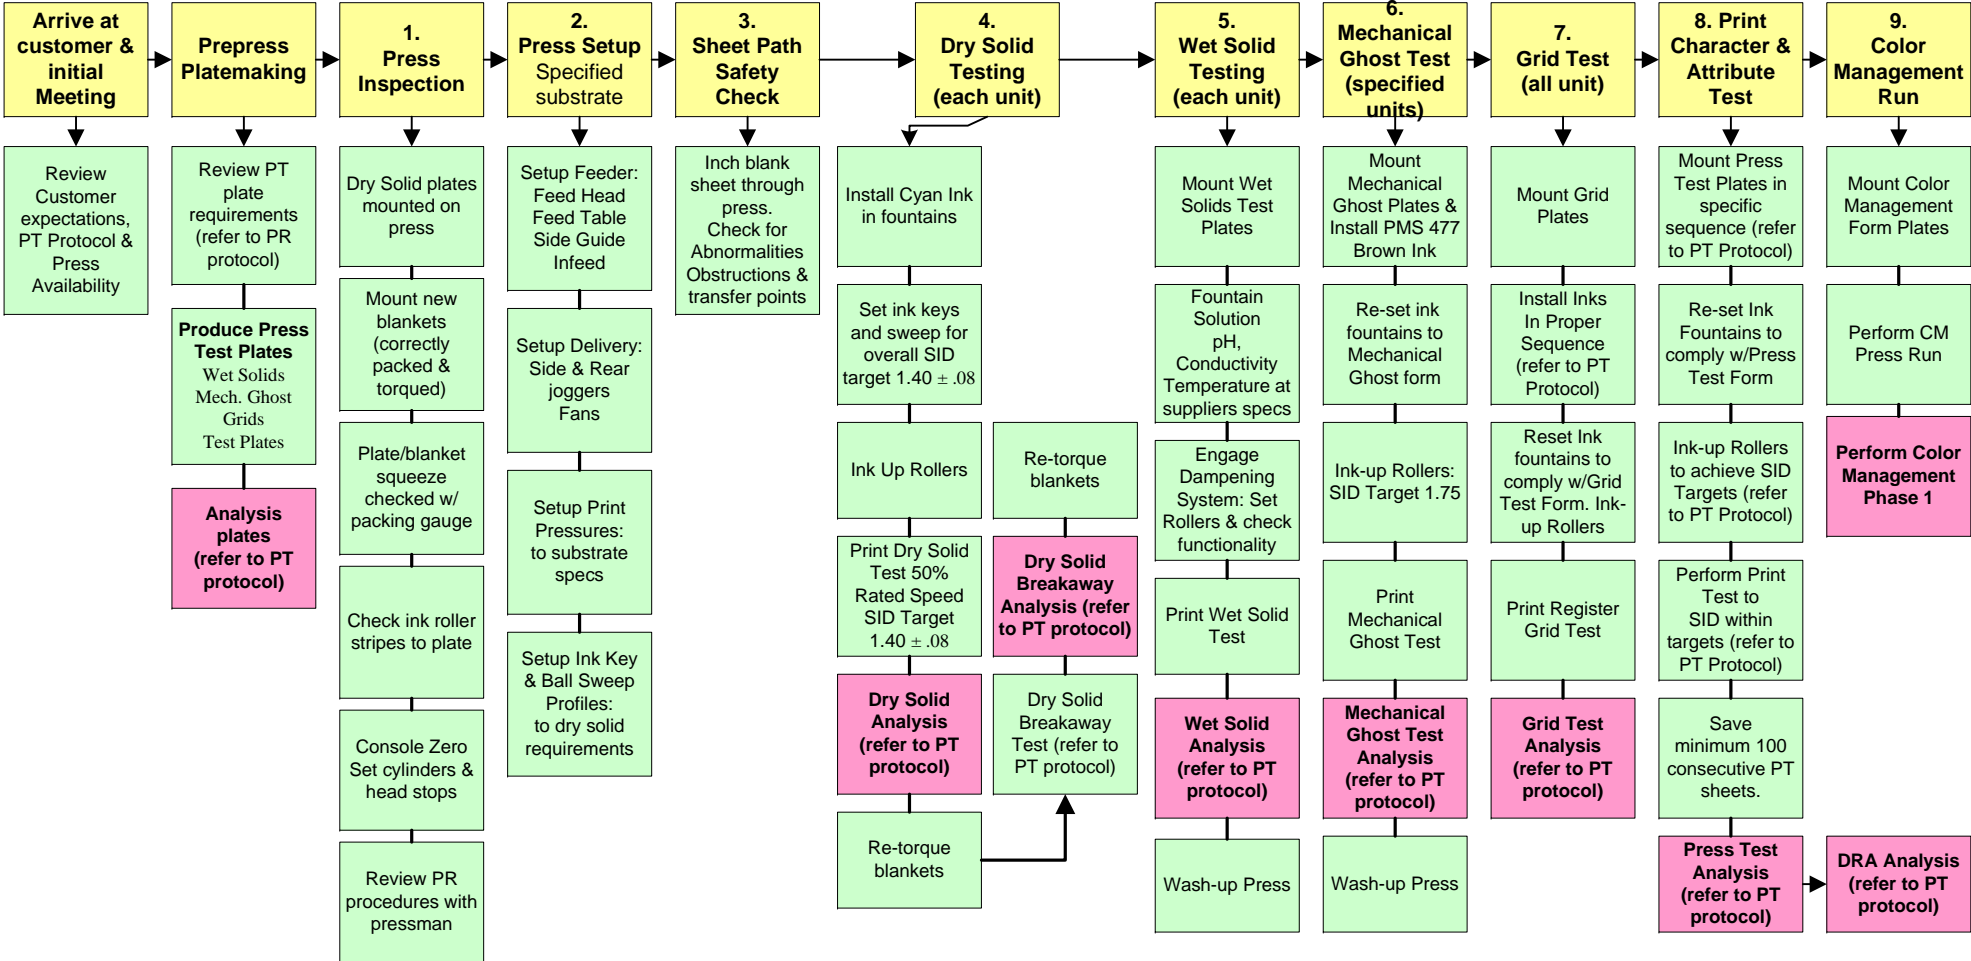 Arrive at
customer &
initial
Meeting
Prepress
Platemaking
1.
Press
Inspection
2.
Press Setup
Specified
substrate
3.
Sheet Path
Safety
Check
4.
Dry Solid
Testing
(each unit)
5.
Wet Solid
Testing
(each unit)
6.
Mechanical
Ghost Test
(specified
units)
7.
Grid Test
(all unit)
8. Print
Character &
Attribute
Test
9.
Color
Management
Run
Review
Customer
expectations,
PT Protocol &
Press
Availability
Review PT
plate
requirements
(refer to PR
protocol)
Produce Press
Test Plates
Wet Solids
Mech. Ghost
Grids
Test Plates
Analysis
plates
(refer to PT
protocol)
Dry Solid plates
mounted on
press
Mount new
blankets
(correctly
packed &
torqued)
Plate/blanket
squeeze
checked w/
packing gauge
Check ink roller
stripes to plate
Console Zero
Set cylinders &
head stops
Review PR
procedures with
pressman
Setup Feeder:
Feed Head
Feed Table
Side Guide
Infeed
Setup Delivery:
Side & Rear
joggers
Fans
Setup Print
Pressures:
to substrate
specs
Setup Ink Key
& Ball Sweep
Profiles:
to dry solid
requirements
Inch blank
sheet through
press.
Check for
Abnormalities
Obstructions &
transfer points
Install Cyan Ink
in fountains
Set ink keys
and sweep for
overall SID
target 1.40 ± .08
Ink Up Rollers
Print Dry Solid
Test 50%
Rated Speed
SID Target
1.40 ± .08
Dry Solid
Analysis
(refer to PT
protocol)
Re-torque
blankets
Re-torque
blankets
Dry Solid
Breakaway
Analysis (refer
to PT protocol)
Dry Solid
Breakaway
Test (refer to
PT protocol)
Mount Wet
Solids Test
Plates
Fountain
Solution
pH,
Conductivity
Temperature at
suppliers specs
Engage
Dampening
System: Set
Rollers & check
functionality
Print Wet Solid
Test
Wet Solid
Analysis
(refer to PT
protocol)
Wash-up Press
Mount
Mechanical
Ghost Plates &
Install PMS 477
Brown Ink
Re-set ink
fountains to
Mechanical
Ghost form
Ink-up Rollers:
SID Target 1.75
Print
Mechanical
Ghost Test
Mechanical
Ghost Test
Analysis
(refer to PT
protocol)
Wash-up Press
Mount Grid
Plates
Install Inks
In Proper
Sequence
(refer to PT
Protocol)
Reset Ink
fountains to
comply w/Grid
Test Form. Ink-
up Rollers
Print Register
Grid Test
Grid Test
Analysis
(refer to PT
protocol)
Mount Press
Test Plates in
specific
sequence (refer
to PT Protocol)
Re-set Ink
Fountains to
comply w/Press
Test Form
Ink-up Rollers
to achieve SID
Targets (refer
to PT Protocol)
Perform Print
Test to
SID within
targets (refer to
PT Protocol)
Save
minimum 100
consecutive PT
sheets.
Press Test
Analysis
(refer to PT
protocol)
Mount Color
Management
Form Plates
Perform CM
Press Run
Perform Color
Management
Phase 1
DRA Analysis
(refer to PT
protocol)